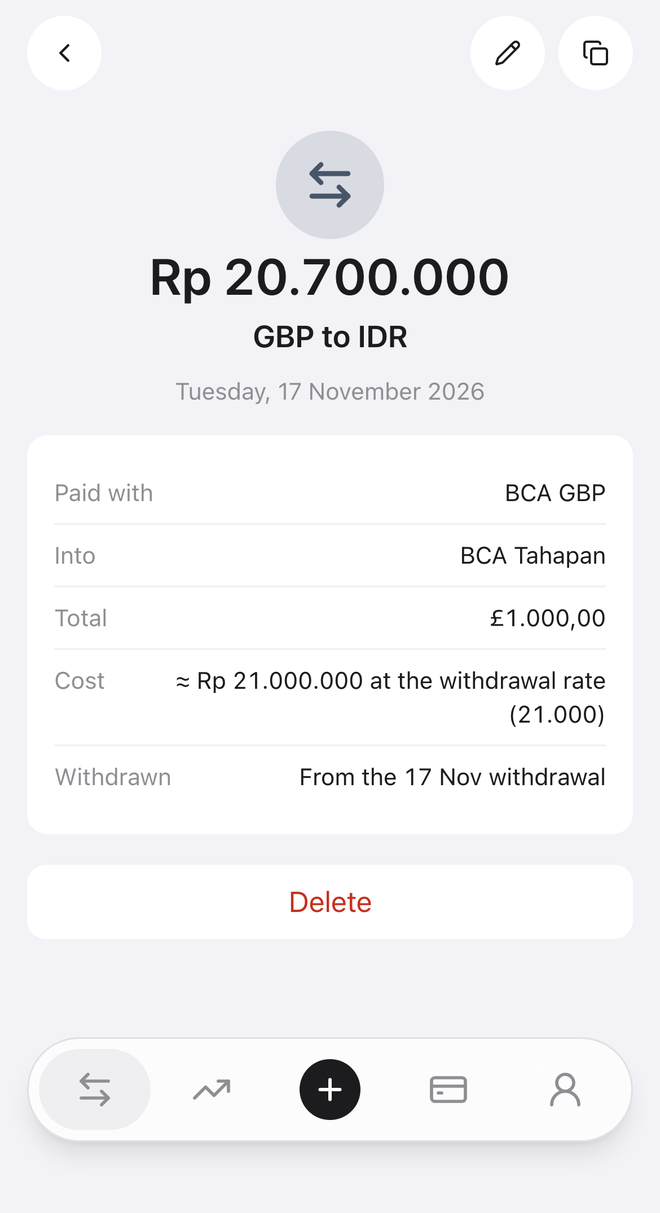 Rp 20.700.000
GBP to IDR
Tuesday, 17 November 2026
Paid with BCA GBP
Into BCA Tahapan
Total £1.000,00
Cost ≈ Rp 21.000.000 at the withdrawal rate
(21.000)
Withdrawn From the 17 Nov withdrawal
Delete